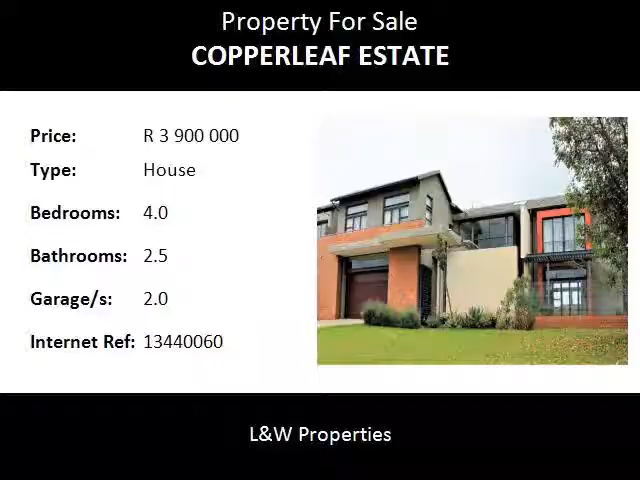 Property For Sale
COPPERLEAF ESTATE
Price: R 3 900 000
Type: House
Bedrooms: 4.0
Bathrooms: 2.5
Garage/s: 2.0
Internet Ref: 13440060
L&W Properties